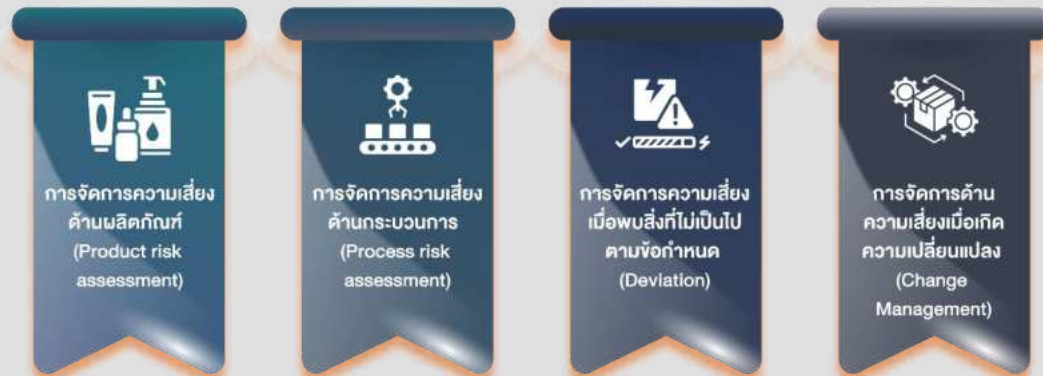 การจัดการความเสี่ยง
ด้านผลิตภัณฑ์
(Product risk
assessment)
การจัดการความเสี่ยง
ด้านกระบวนการ
(Process risk
assessment)
การจัดการความเสี่ยง
เมื่อพบสิ่งที่ไม่เป็นไป
ตามข้อกำหนด
(Deviation)
การจัดการด้าน
ความเสี่ยงเมื่อเกิด
ความเปลี่ยนแปลง
(Change
Management)